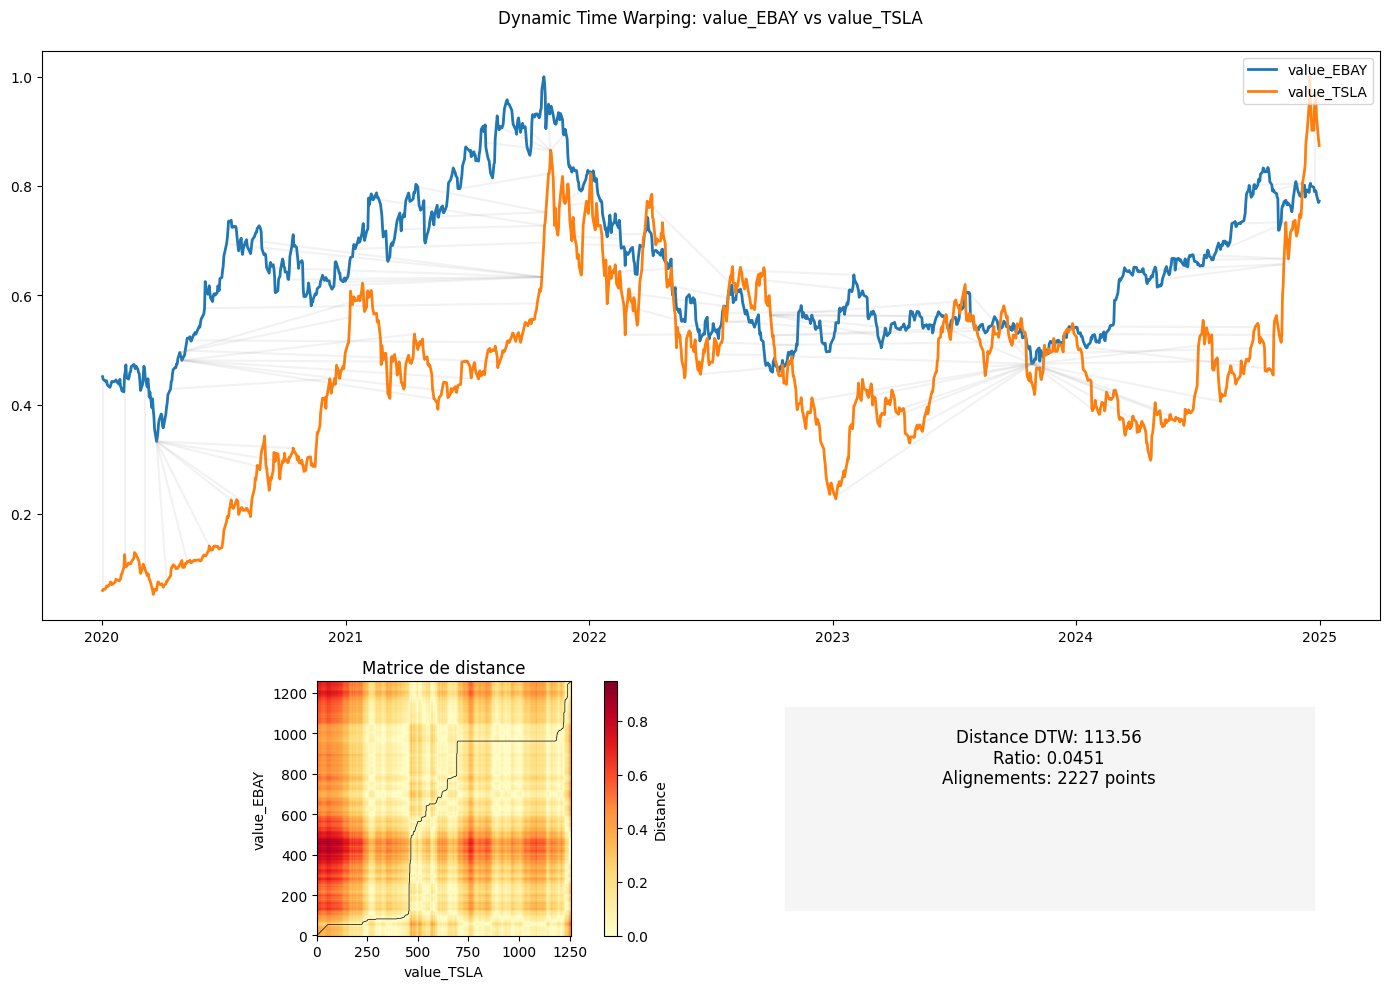 Dynamic Time Warping: value_EBAY vs value_TSLA
1.0
0.8
0.6
0.4
0.2
value_EBAY
value_TSLA
2020
2021
2022
2023
2024
2025
Matrice de distance
1200
1000
800
600
400
200
0
value_EBAY
0
250
500
750
1000
1250
value_TSLA
0.8
0.6
0.4
0.2
0.0
Distance
Distance DTW: 113.56
Ratio: 0.0451
Alignements: 2227 points